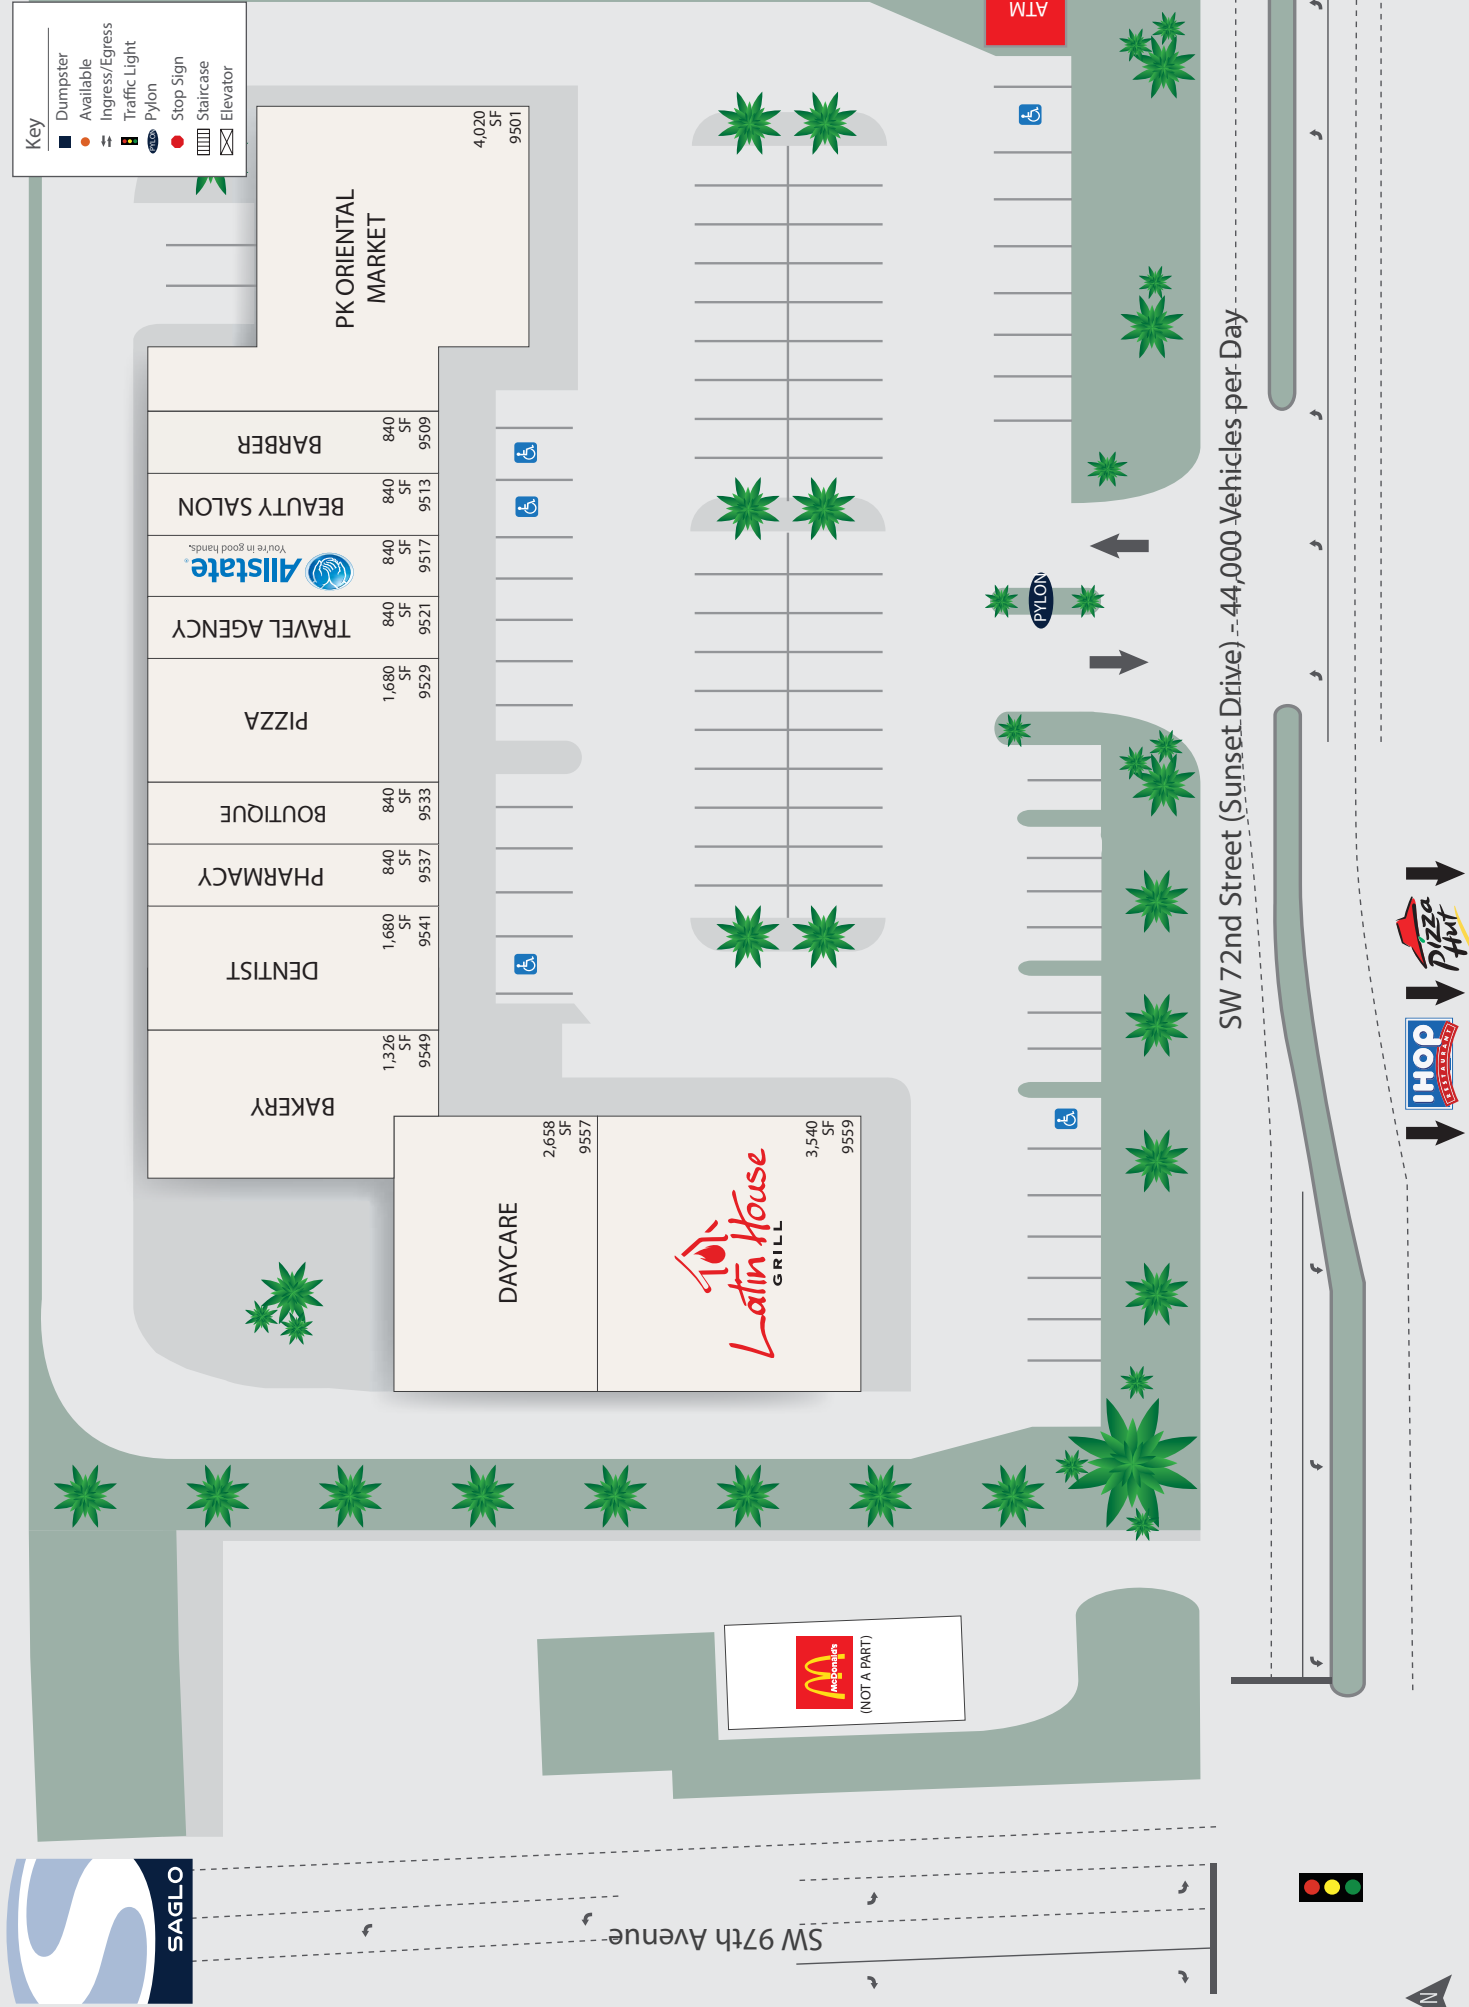 Key
Dumpster
Available
Ingress/Egress
Traffic Light
PYLON
Pylon
Stop Sign
Staircase
Elevator
ATM
PK ORIENTAL
MARKET
4,020
SF
9501
BARBER
840
SF
9509
BEAUTY SALON
840
SF
9513
Allstate
You're in good hands.
840
SF
9517
TRAVEL AGENCY
840
SF
9521
PIZZA
1,680
SF
9529
BOUTIQUE
840
SF
9533
PHARMACY
840
SF
9537
DENTIST
1,680
SF
9541
BAKERY
1,326
SF
9549
DAYCARE
2,658
SF
9557
Latin House
GRILL
3,540
SF
9559
PYLON
SW 72nd Street (Sunset Drive) - 44,000 Vehicles per Day
Pizza
Hut
IHOP
RESTAURANT
McDonald's
(NOT A PART)
SW 97th Avenue
SAGLO
N